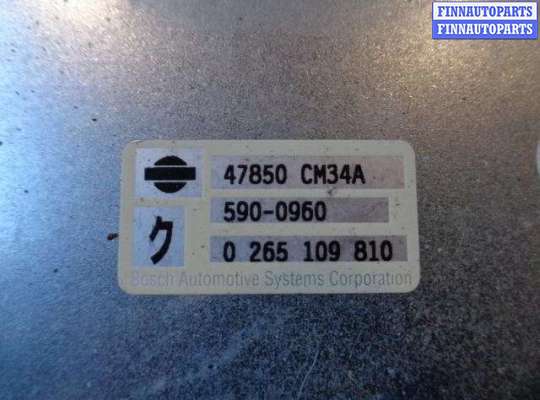 FINNAUTOPARTS
FINNAUTOPARTS
47850 CM34A
590-0960
ク
0 265 109 810
Bosch Automotive Systems Corporation